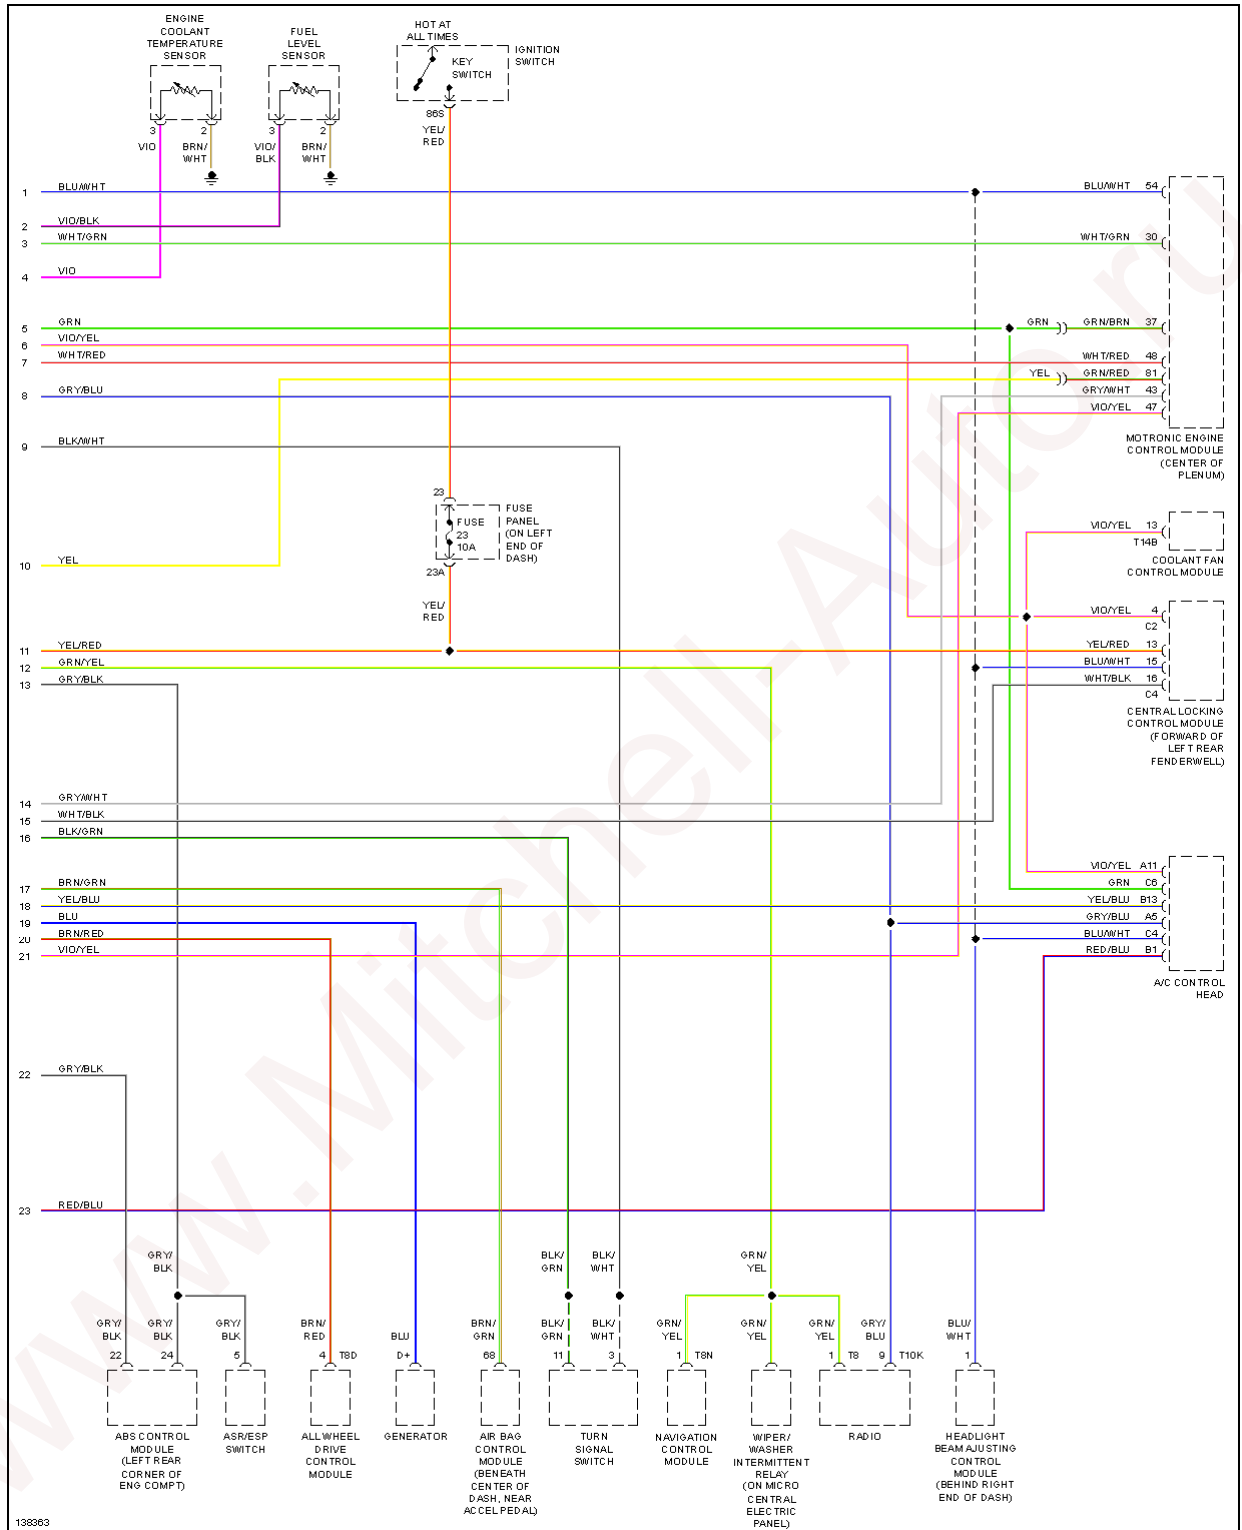 ENGINE
COOLANT
TEMPERATURE
SENSOR
FUEL
LEVEL
SENSOR
HOT AT
ALL TIMES
KEY
SWITCH
IGNITION
SWITCH
3
2
VIO
BRN/
WHT
3
2
VIO/
BLK
BRN/
WHT
86S
YEL/
RED
1 BLU/WHT
2 VIO/BLK
3 WHT/GRN
4 VIO
5 GRN
6 VIO/YEL
7 WHT/RED
8 GRY/BLU
9 BLK/WHT
10 YEL
11 YEL/RED
12 GRN/YEL
13 GRY/BLK
14 GRY/WHT
15 WHT/BLK
16 BLK/GRN
17 BRN/GRN
18 YEL/BLU
19 BLU
20 BRN/RED
21 VIO/YEL
22 GRY/BLK
23 RED/BLU
23
FUSE
23
10A
23A
FUSE
PANEL
(ON LEFT
END OF
DASH)
YEL/
RED
BLU/WHT 54
WHT/GRN 30
GRN GRN/BRN 37
WHT/RED 48
YEL GRN/RED 81
GRY/WHT 43
VIO/YEL 47
MOTRONIC ENGINE
CONTROL MODULE
(CENTER OF
PLENUM)
VIO/YEL 13
T14B
COOLANT FAN
CONTROL MODULE
VIO/YEL 4
C2
YEL/RED 13
BLU/WHT 15
WHT/BLK 16
C4
CENTRAL LOCKING
CONTROL MODULE
(FORWARD OF
LEFT REAR
FENDERWELL)
VIO/YEL A11
GRN C6
YEL/BLU B13
GRY/BLU A5
BLU/WHT C4
RED/BLU B1
A/C CONTROL
HEAD
GRY/
BLK
BLK/
GRN
BLK/
WHT
GRN/
YEL
GRY/
BLK
22
GRY/
BLK
24
GRY/
BLK
5
BRN/
RED
4 T8D
BLU
D+
BRN/
GRN
68
BLK/
GRN
11
BLK/
WHT
3
GRN/
YEL
1 T8N
GRN/
YEL
GRN/
YEL
1 T8
GRY/
BLU
9 T10K
BLU/
WHT
1
ABS CONTROL
MODULE
(LEFT REAR
CORNER OF
ENG COMPT)
ASR/ESP
SWITCH
ALL WHEEL
DRIVE
CONTROL
MODULE
GENERATOR
AIR BAG
CONTROL
MODULE
(BENEATH
CENTER OF
DASH, NEAR
ACCEL PEDAL)
TURN
SIGNAL
SWITCH
NAVIGATION
CONTROL
MODULE
WIPER/
WASHER
INTERMITTENT
RELAY
(ON MICRO
CENTRAL
ELECTRIC
PANEL)
RADIO
HEADLIGHT
BEAM AJUSTING
CONTROL
MODULE
(BEHIND RIGHT
END OF DASH)
138363
www.Mitchell-Auto.ru